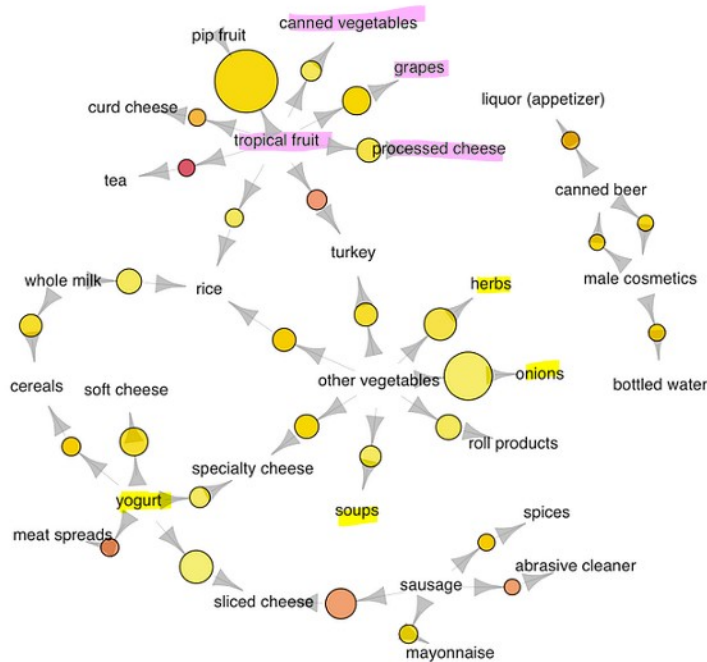 canned vegetables
pip fruit
grapes
liquor (appetizer)
curd cheese
tropical fruit
processed cheese
tea
canned beer
turkey
whole milk
rice
herbs
male cosmetics
cereals
soft cheese
other vegetables
onions
bottled water
roll products
specialty cheese
yogurt
soups
spices
meat spreads
abrasive cleaner
sliced cheese
sausage
mayonnaise